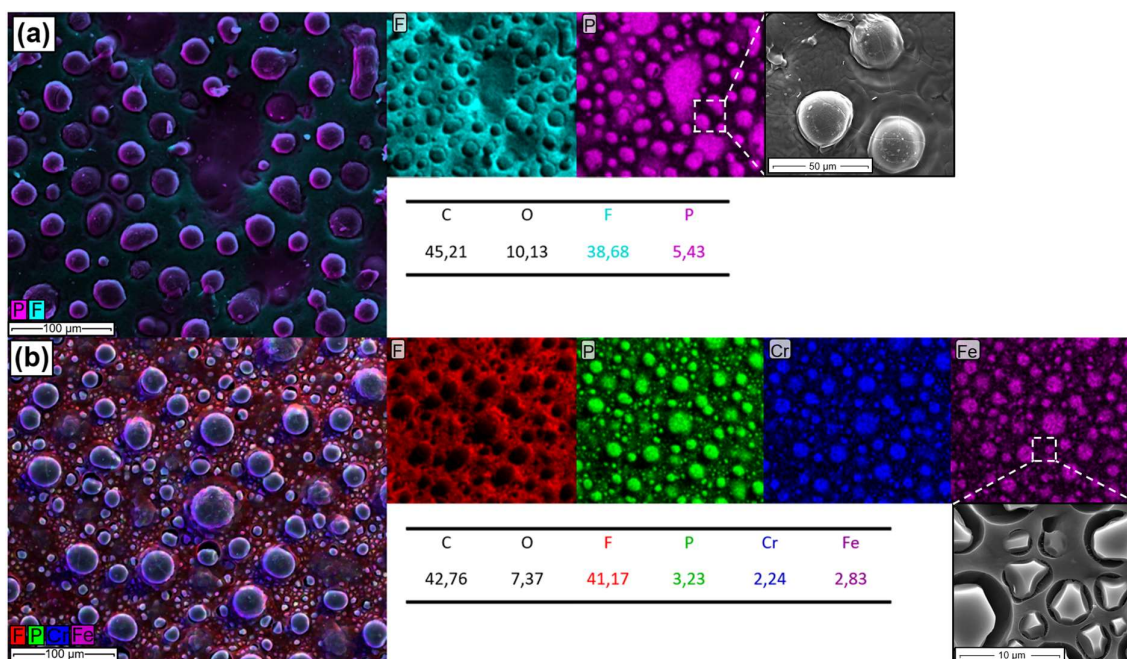 (a)
F
P
50 µm
C O F P
45,21 10,13 38,68 5,43
P F
100 µm
(b)
F
P
Cr
Fe
C O F P Cr Fe
42,76 7,37 41,17 3,23 2,24 2,83
F P Cr Fe
100 µm
10 µm